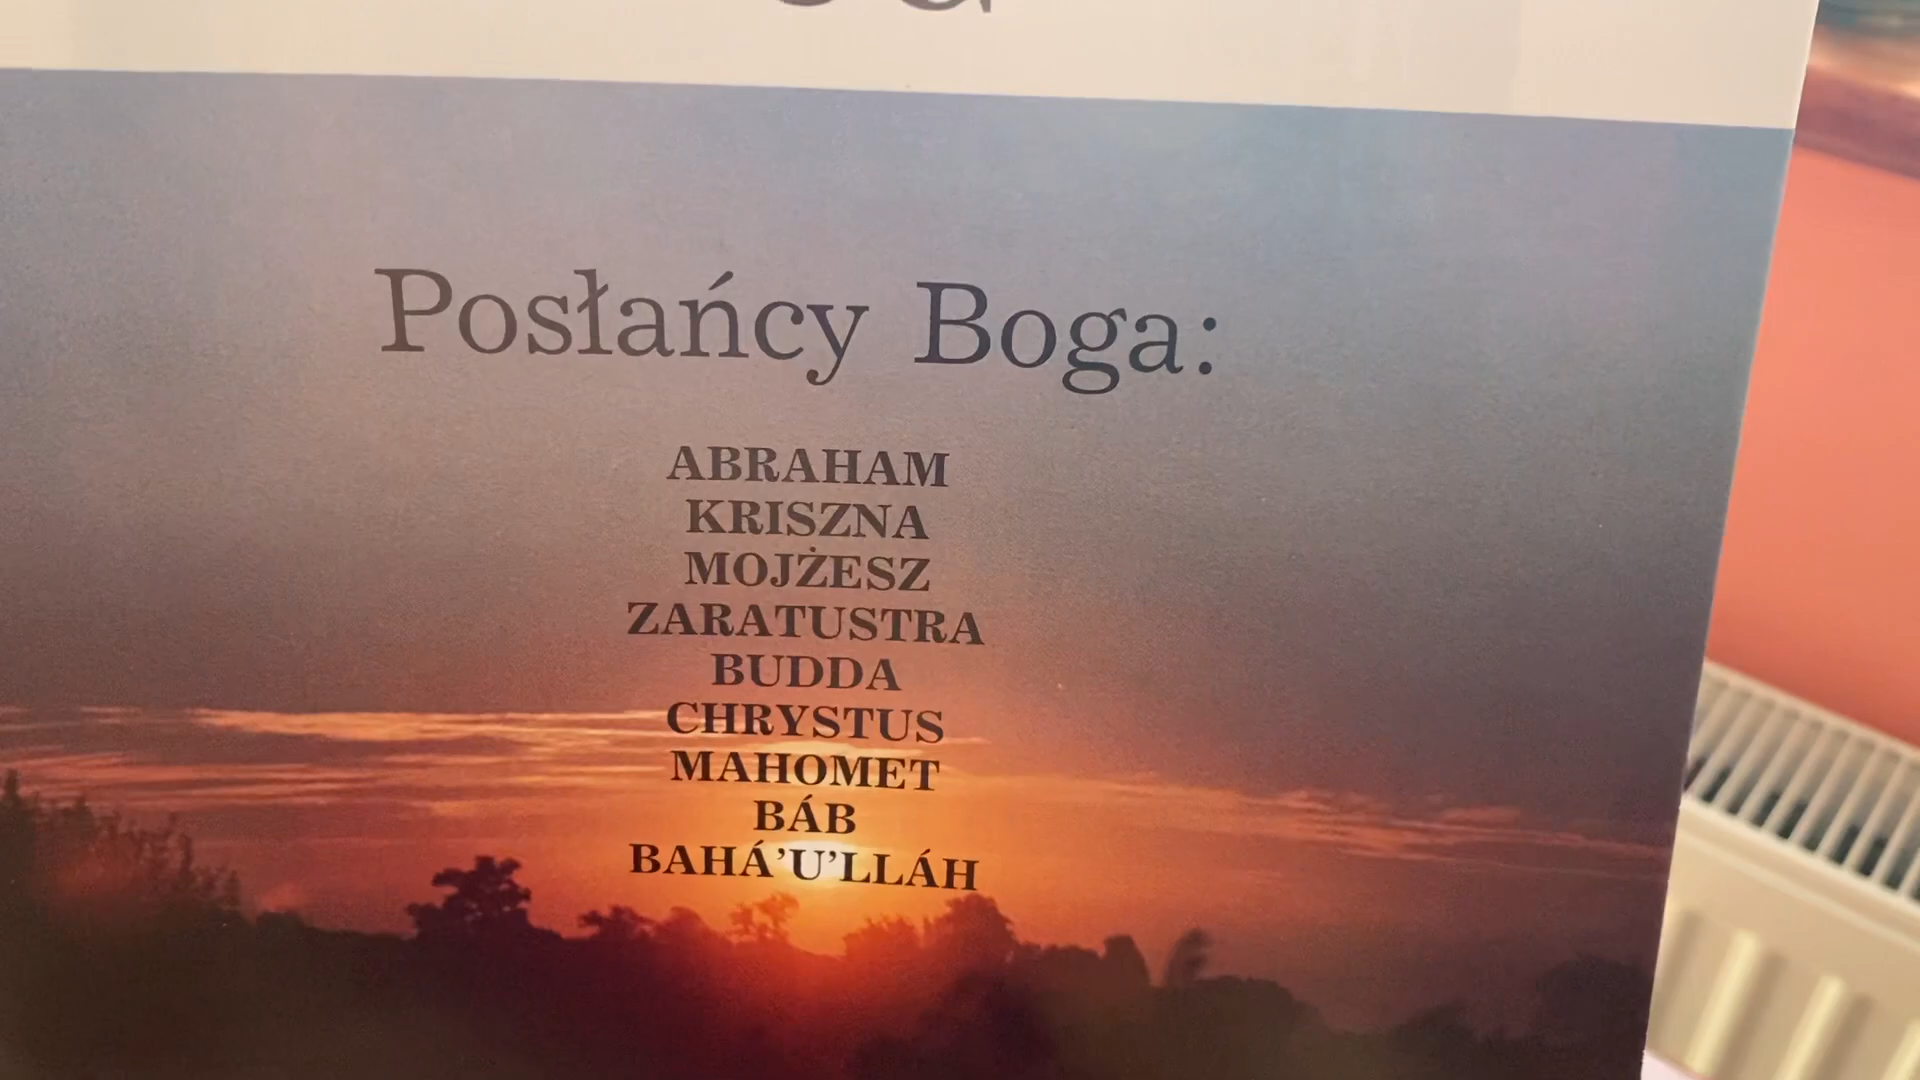 Posłańcy Boga:
ABRAHAM
KRISZNA
MOJŻESZ
ZARATUSTRA
BUDDA
CHRYSTUS
MAHOMET
BÁB
BAHÁ’U’LLÁH